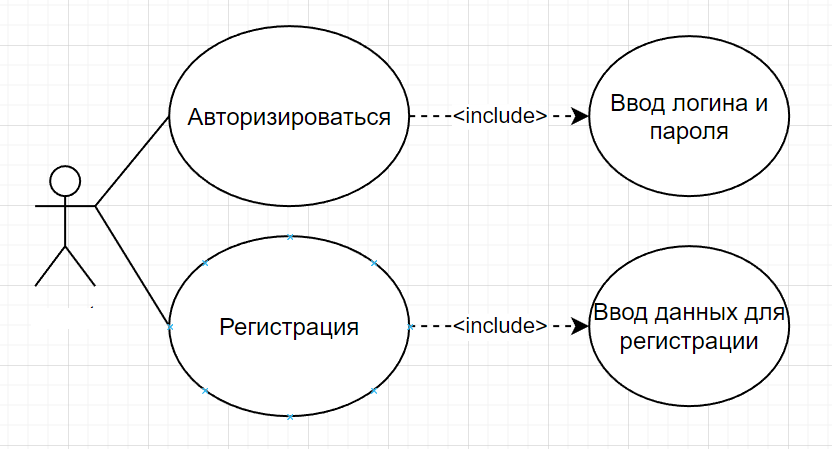 Авторизироваться
<include>
Ввод логина и
пароля
Регистрация
<include>
Ввод данных для
регистрации